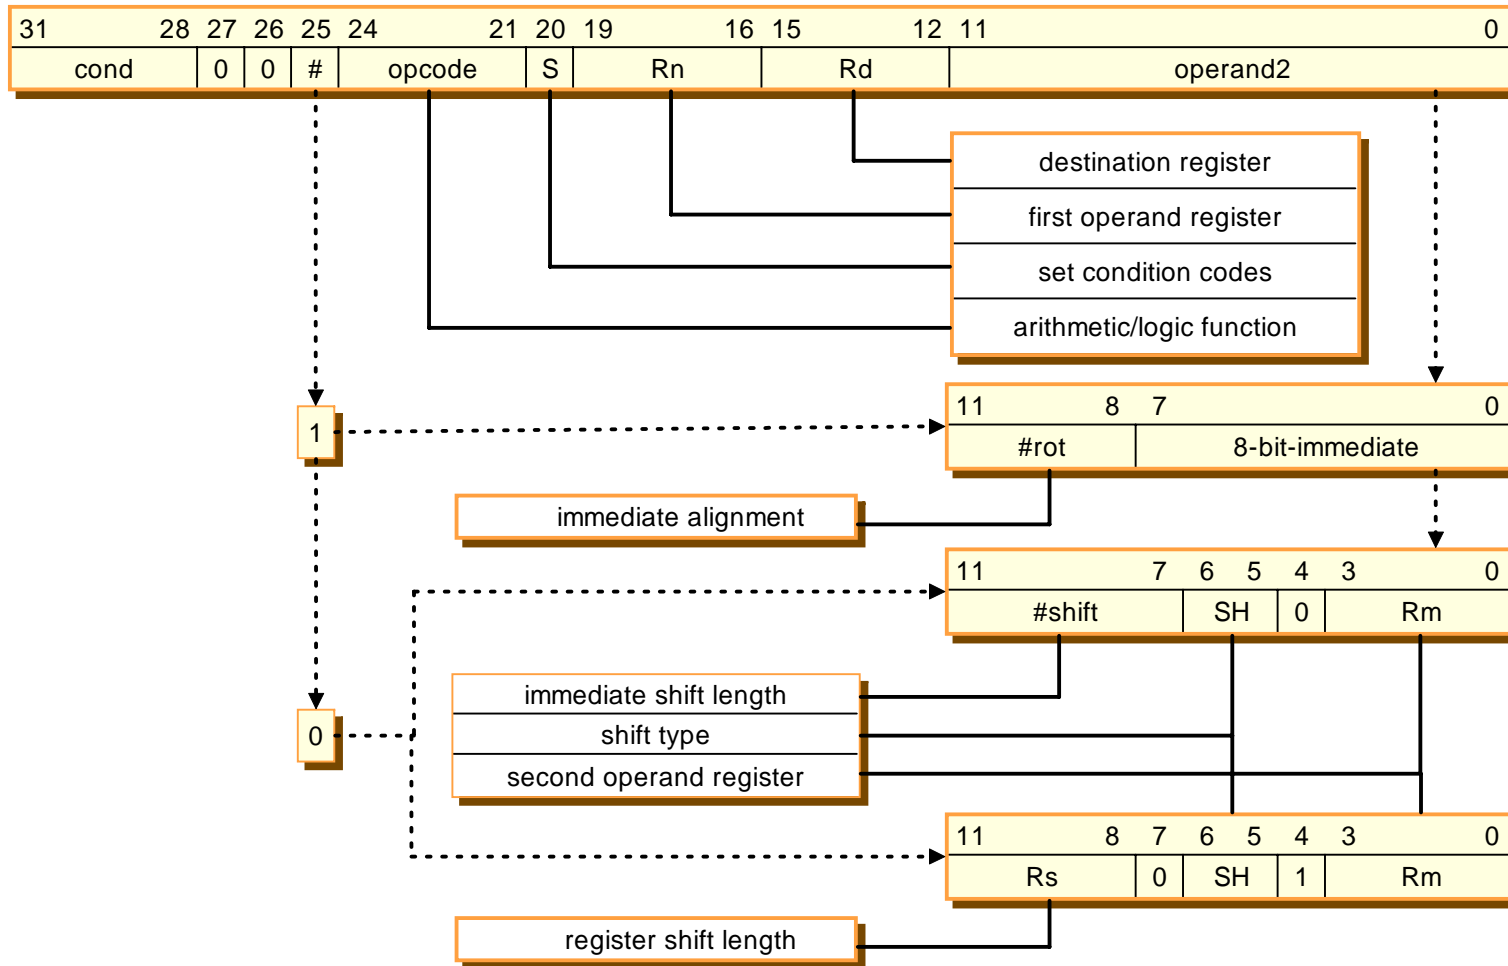 31 28 27 26 25 24 21 20 19 16 15 12 11 0
cond 0 0 # opcode S Rn Rd operand2
destination register
first operand register
set condition codes
arithmetic/logic function
11 8 7 0
1
#rot 8-bit-immediate
immediate alignment
11 7 6 5 4 3 0
#shift SH 0 Rm
immediate shift length
0
shift type
second operand register
11 8 7 6 5 4 3 0
Rs 0 SH 1 Rm
register shift length